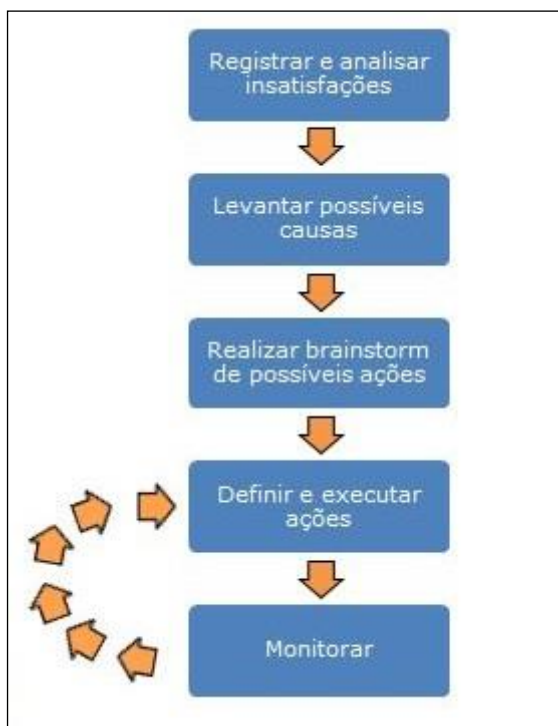 Registrar e analisar
insatisfações
Levantar possíveis
causas
Realizar brainstorm
de possíveis ações
Definir e executar
ações
Monitorar